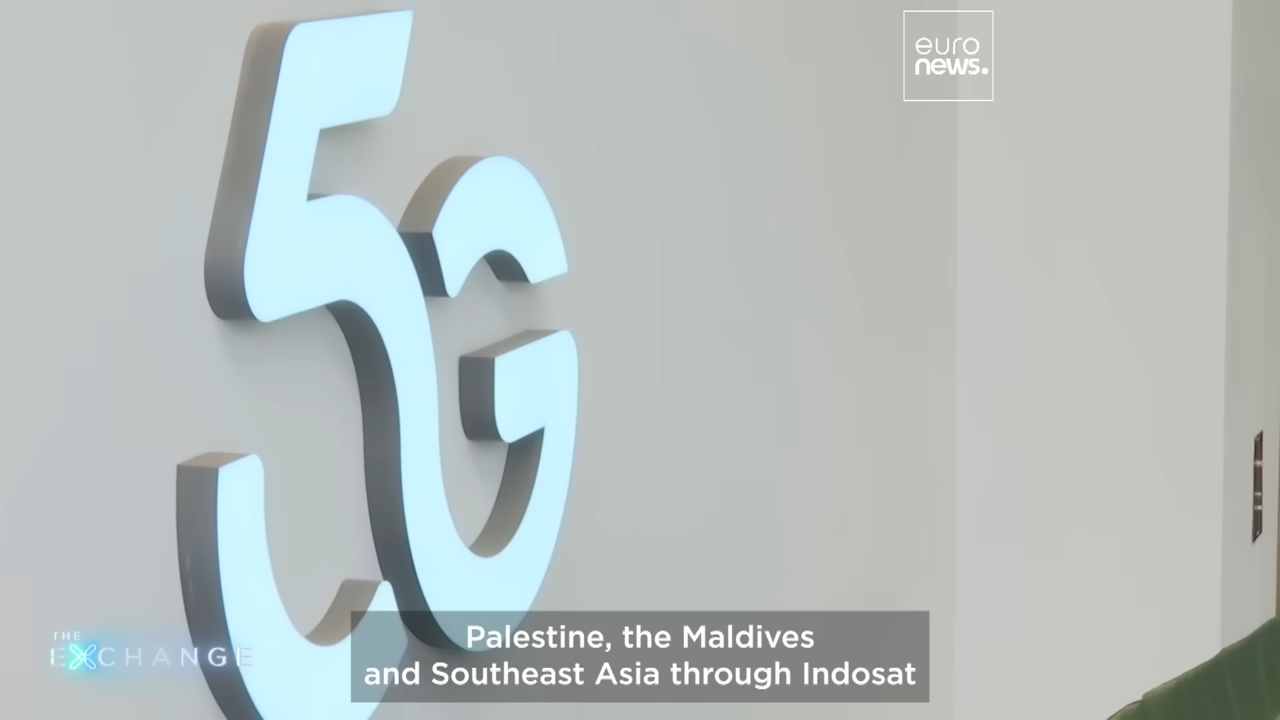 5G
euro
news.
THE
EXCHANGE
Palestine, the Maldives
and Southeast Asia through Indosat